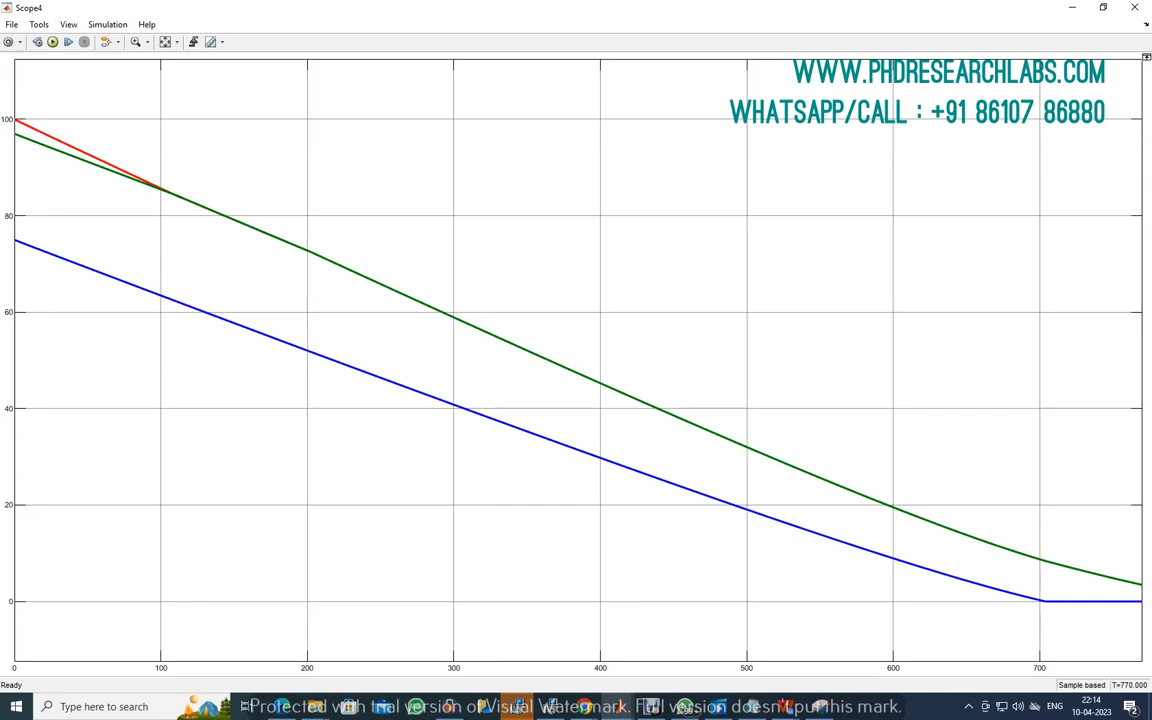 Scope4
File Tools View Simulation Help
WWW.PHDRESEARCHLABS.COM
WHATSAPP/CALL : +91 86107 86880
100
80
60
40
20
0
0 100 200 300 400 500 600 700
Ready
Sample based T=770.000
Type here to search
Protected with trial version of Visual Watermark. Full version doesn't put this mark.
ENG
22:14
10-04-2023
2